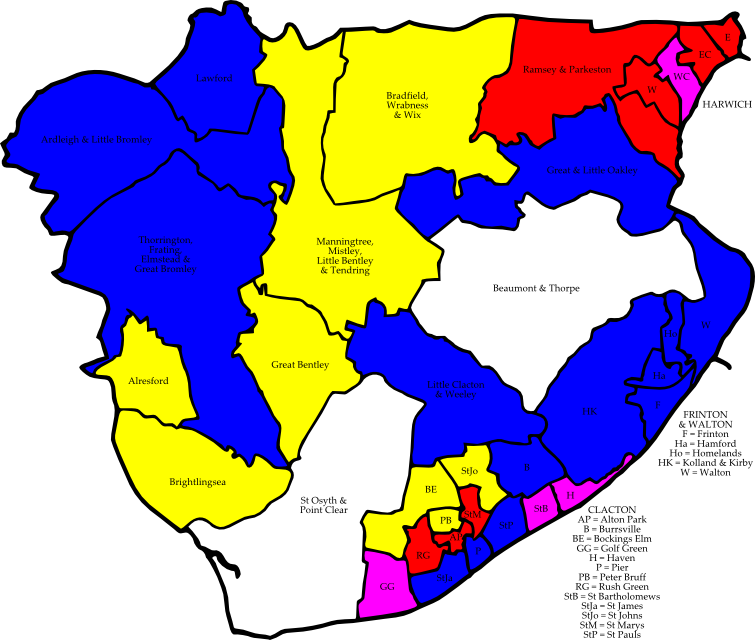 E
EC
Ramsey & Parkeston
WC
Lawford
W
Bradfield,
Wrabness
& Wix
HARWICH
Ardleigh & Little Bromley
Great & Little Oakley
Thorrington,
Frating,
Elmstead &
Great Bromley
Manningtree,
Mistley,
Little Bentley
& Tendring
Beaumont & Thorpe
Ho
W
Great Bentley
Ha
Alresford
Little Clacton
& Weeley
F
HK
FRINTON
& WALTON
F = Frinton
Ha = Hamford
Ho = Homelands
HK = Kolland & Kirby
W = Walton
StJo
B
Brightlingsea
BE
H
St Osyth &
Point Clear
StB
CLACTON
AP = Alton Park
B = Burrsville
BE = Bockings Elm
GG = Golf Green
H = Haven
P = Pier
PB = Peter Bruff
RG = Rush Green
StB = St Bartholomews
StJa = St James
StJo = St Johns
StM = St Marys
StP = St Pauls
StM
PB
StP
AP
P
RG
StJa
GG